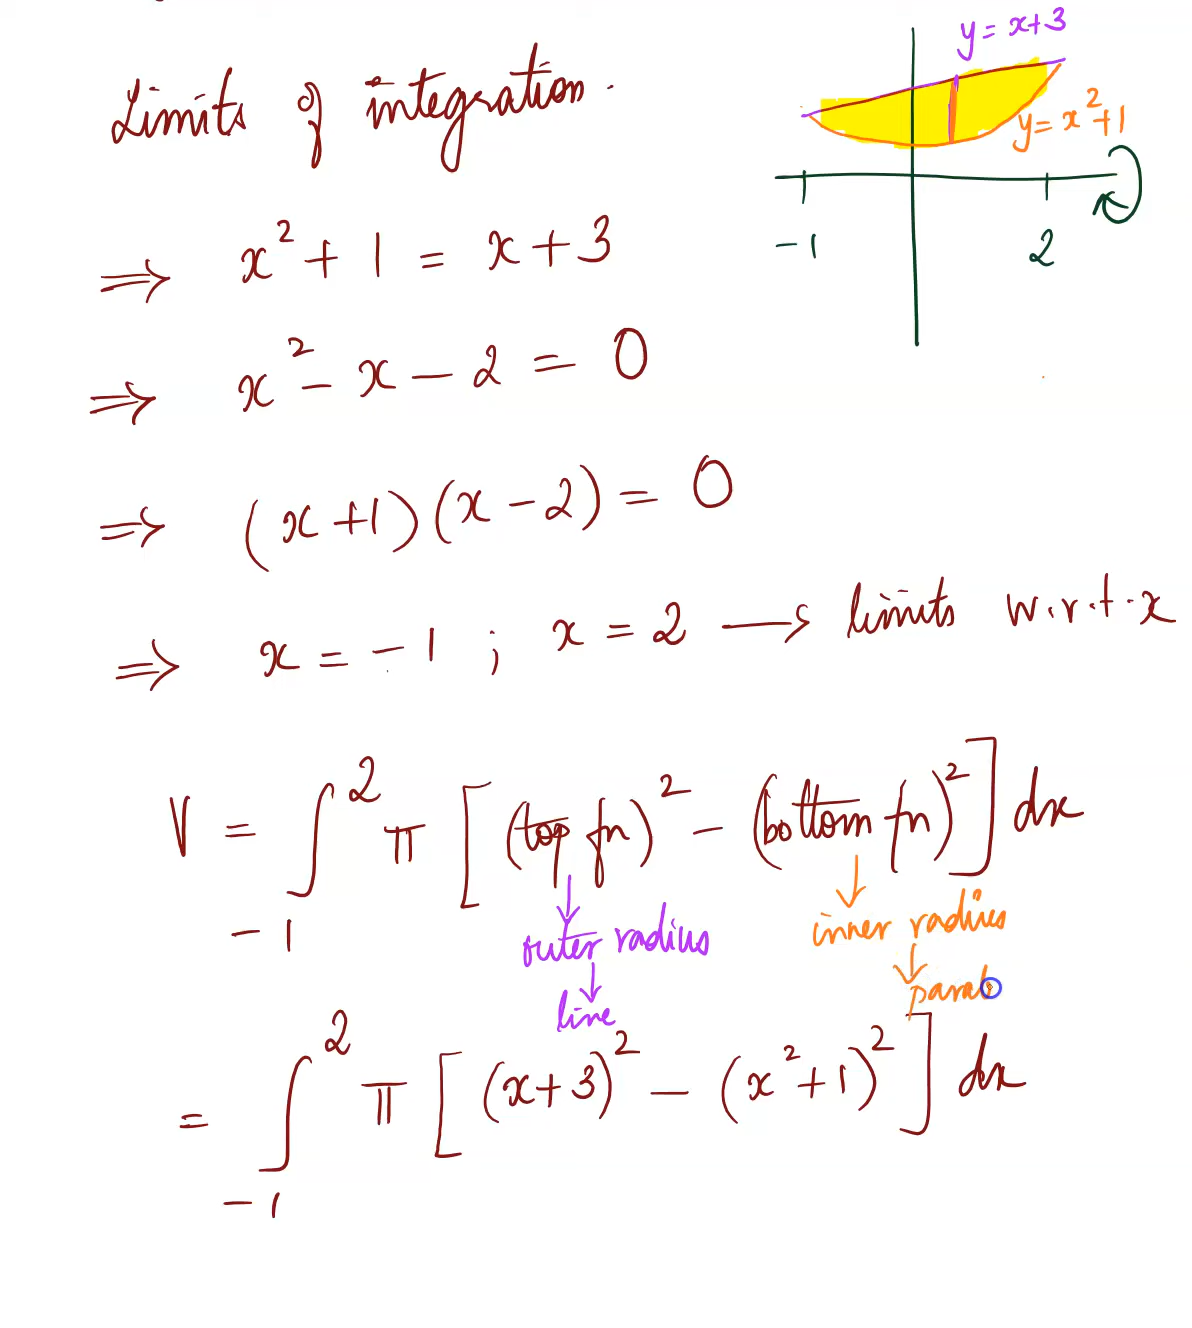 y = x+3
Limits of integration.
y = x²+1
-1 2
⇒ x² + 1 = x + 3
⇒ x² - x - 2 = 0
⇒ (x+1)(x-2) = 0
⇒ x = -1 ; x = 2 → limits w.r.t. x
V = ∫₋₁² π [(top fn)² - (bottom fn)²] dx
↓ ↓
outer radius inner radius
↓ ↓
line parab
= ∫₋₁² π [(x+3)² - (x²+1)²] dx